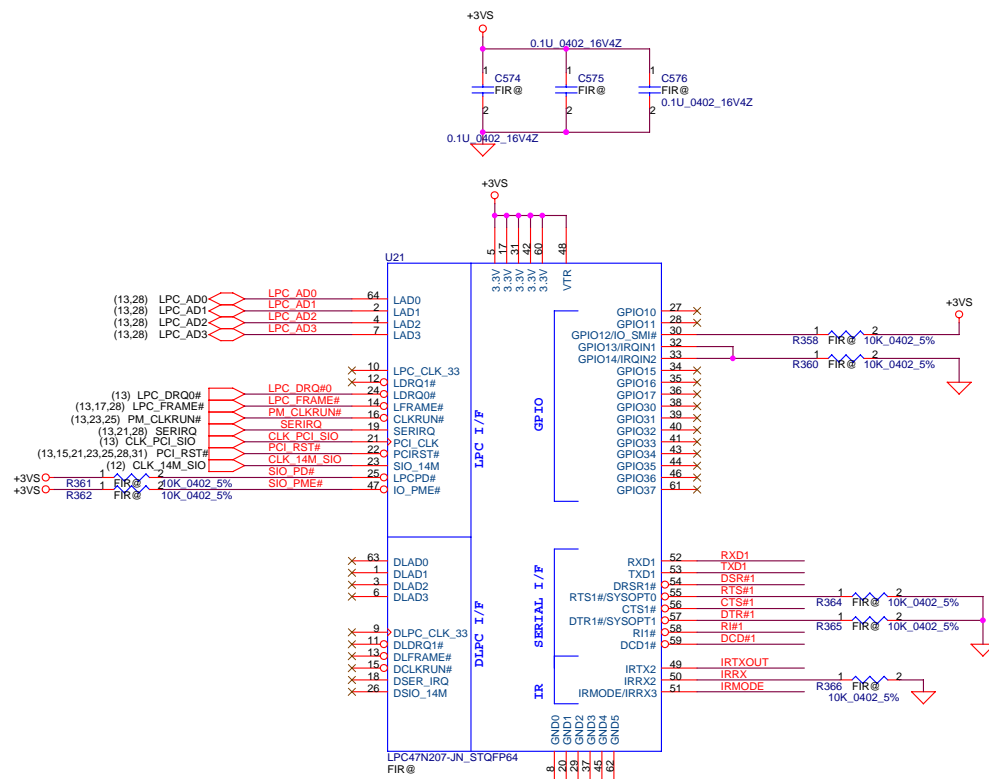 +3VS
0.1U_0402_16V4Z
1 1 1
C574 C575 C576
FIR@ FIR@ FIR@
0.1U_0402_16V4Z
2 2 2
0.1U_0402_16V4Z
+3VS
5 17 31 42 60 48
U21
3.3V 3.3V 3.3V 3.3V 3.3V VTR
(13,28) LPC_AD0 LPC_AD0 64 LAD0
(13,28) LPC_AD1 LPC_AD1 2 LAD1
(13,28) LPC_AD2 LPC_AD2 4 LAD2
(13,28) LPC_AD3 LPC_AD3 7 LAD3
10 LPC_CLK_33
12 LDRQ1#
(13) LPC_DRQ0# LPC_DRQ#0 24 LDRQ0#
(13,17,28) LPC_FRAME# LPC_FRAME# 14 LFRAME#
(13,23,25) PM_CLKRUN# PM_CLKRUN# 16 CLKRUN#
(13,21,28) SERIRQ SERIRQ 19 SERIRQ
(13) CLK_PCI_SIO CLK_PCI_SIO 21 PCI_CLK
(13,15,21,23,25,28,31) PCI_RST# PCI_RST# 22 PCIRST#
(12) CLK_14M_SIO CLK_14M_SIO 23 SIO_14M
+3VS 1 2 SIO_PD# 25 LPCPD#
R361 FIR@ 10K_0402_5%
+3VS 1 2 SIO_PME# 47 IO_PME#
R362 FIR@ 10K_0402_5%
LPC I/F
GPIO
GPIO10 27
GPIO11 28
GPIO12/IO_SMI# 30
GPIO13/IRQIN1 32
GPIO14/IRQIN2 33
GPIO15 34
GPIO16 35
GPIO17 36
GPIO30 38
GPIO31 39
GPIO32 40
GPIO33 41
GPIO34 43
GPIO35 44
GPIO36 46
GPIO37 61
+3VS
1 2
R358 FIR@ 10K_0402_5%
1 2
R360 FIR@ 10K_0402_5%
63 DLAD0
1 DLAD1
3 DLAD2
6 DLAD3
9 DLPC_CLK_33
11 DLDRQ1#
13 DLFRAME#
15 DCLKRUN#
18 DSER_IRQ
26 DSIO_14M
DLPC I/F
SERIAL I/F
RXD1 52 RXD1
TXD1 53 TXD1
DRSR1# 54 DSR#1
RTS1#/SYSOPT0 55 RTS#1 1 2
R364 FIR@ 10K_0402_5%
CTS1# 56 CTS#1
DTR1#/SYSOPT1 57 DTR#1 1 2
R365 FIR@ 10K_0402_5%
RI1# 58 RI#1
DCD1# 59 DCD#1
IR
IRTX2 49 IRTXOUT
IRRX2 50 IRRX 1 2
R366 FIR@
10K_0402_5%
IRMODE/IRRX3 51 IRMODE
GND0 GND1 GND2 GND3 GND4 GND5
LPC47N207-JN_STQFP64
FIR@
8 20 29 37 45 62